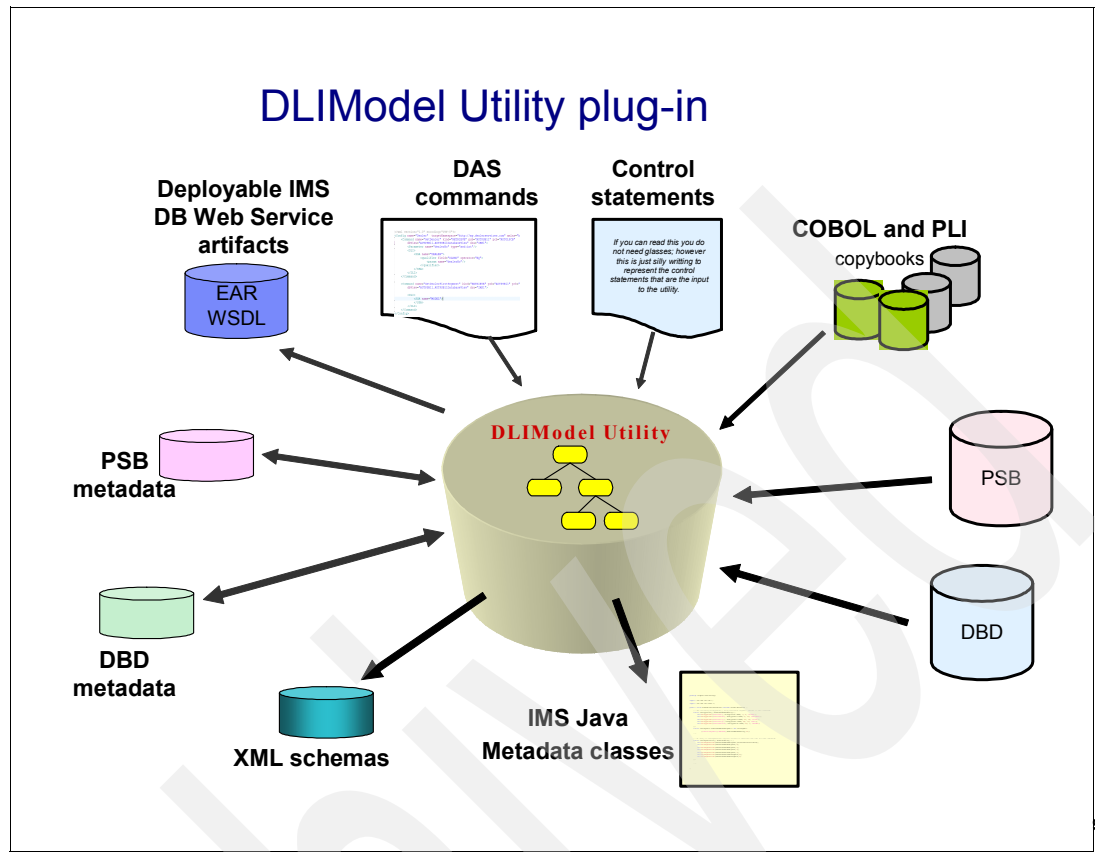 DLIModel Utility plug-in
Deployable IMS
DB Web Service
artifacts
EAR
WSDL
DAS
commands
Control
statements
If you can read this you do
not need glasses; however
this is just silly writting to
represent the control
statements that are the input
to the utility.
COBOL and PLI
copybooks
DLIModel Utility
PSB
metadata
PSB
DBD
metadata
DBD
XML schemas
IMS Java
Metadata classes